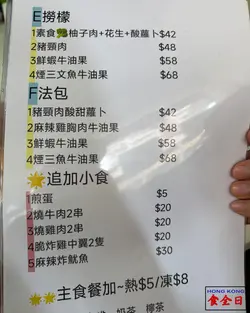 E撈檬
1素食🥑柚子肉+花生+酸蘿卜$42
2豬頸肉 $48
3鮮蝦牛油果 $58
4煙三文魚牛油果 $68
F法包
1豬頸肉酸甜蘿卜 $42
2麻辣雞胸肉牛油果 $48
3鮮蝦牛油果 $58
4煙三魚牛油果 $68
🌟追加小食
1煎蛋 $5
2燒牛肉2串 $20
3燒雞肉2串 $20
4脆炸雞中翼2隻 $20
5麻辣炸魷魚 $30
🌟🌟主食餐加~熱$5/凍$8
奶茶 檸茶
HONG KONG
食全日